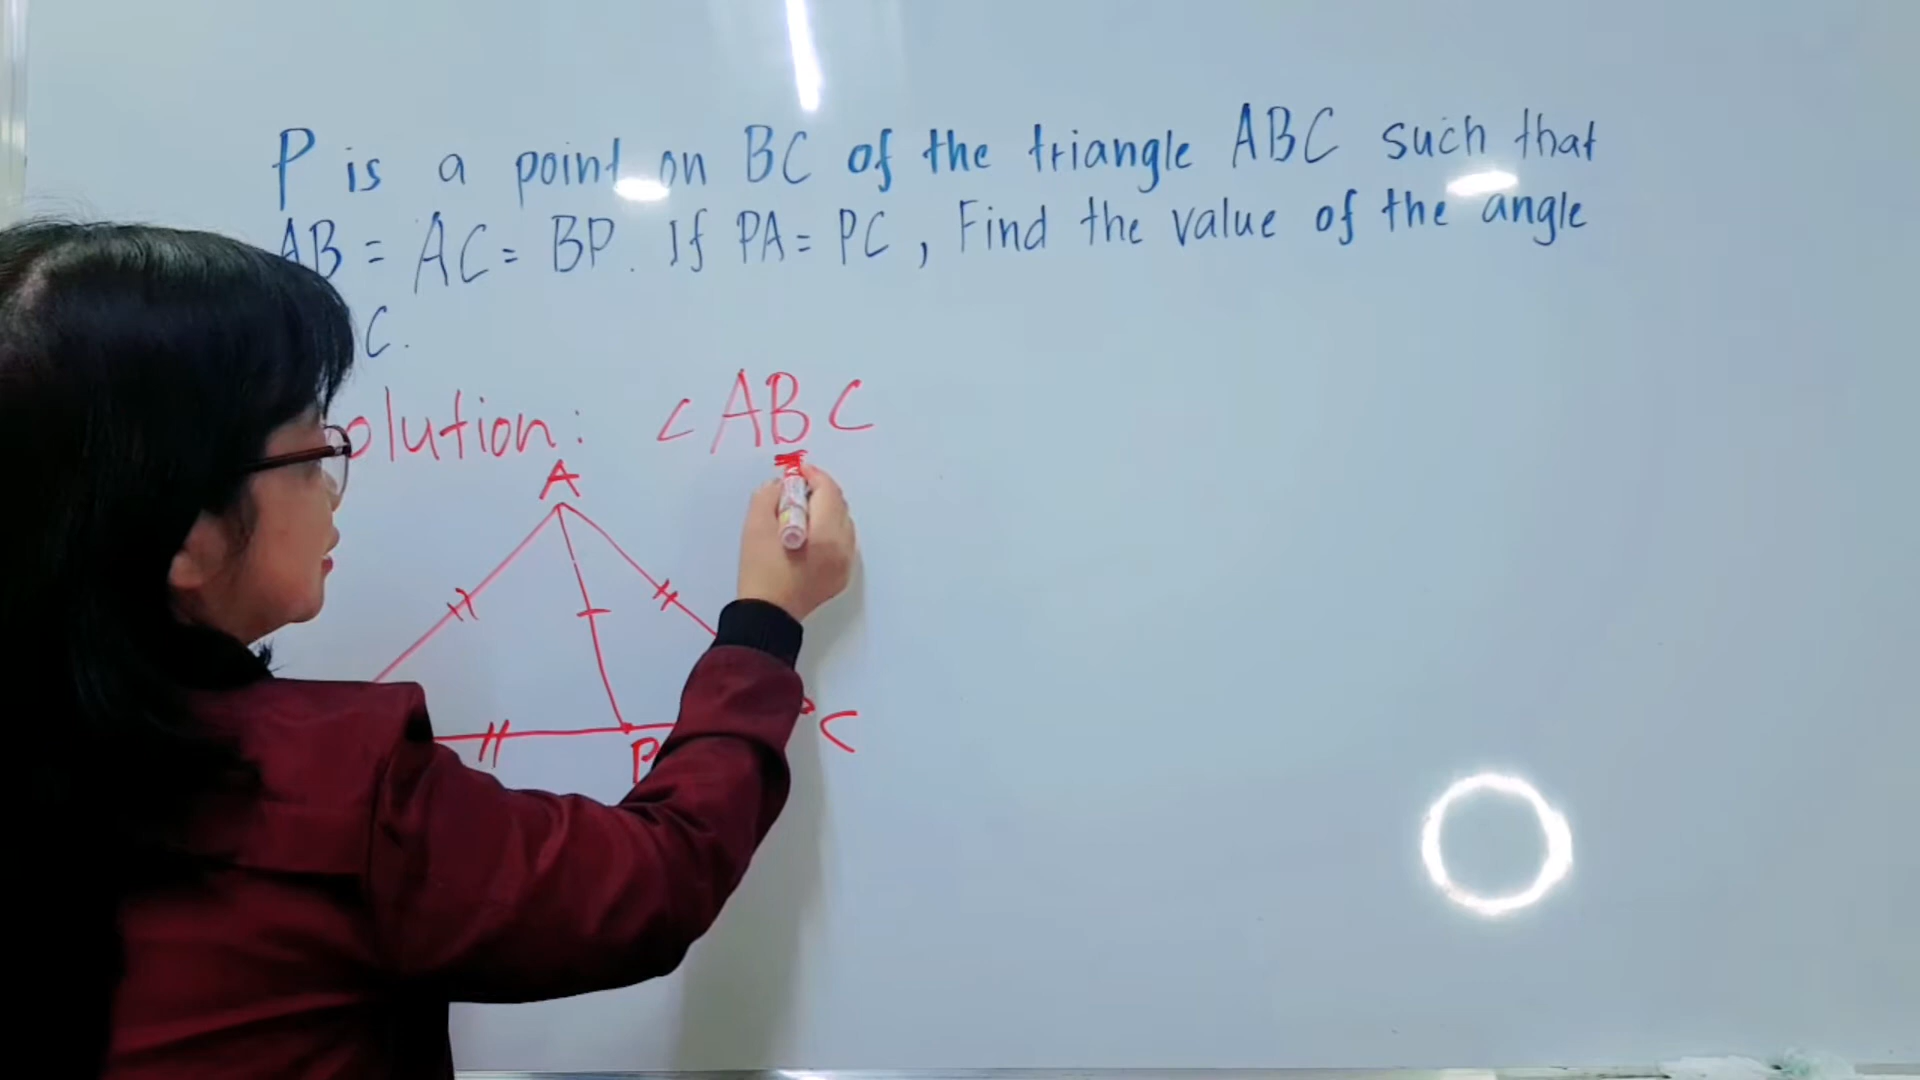 P is a point on BC of the triangle ABC such that
AB = AC = BP. If PA = PC, Find the value of the angle
C.
olution: < ABC
A
P
C